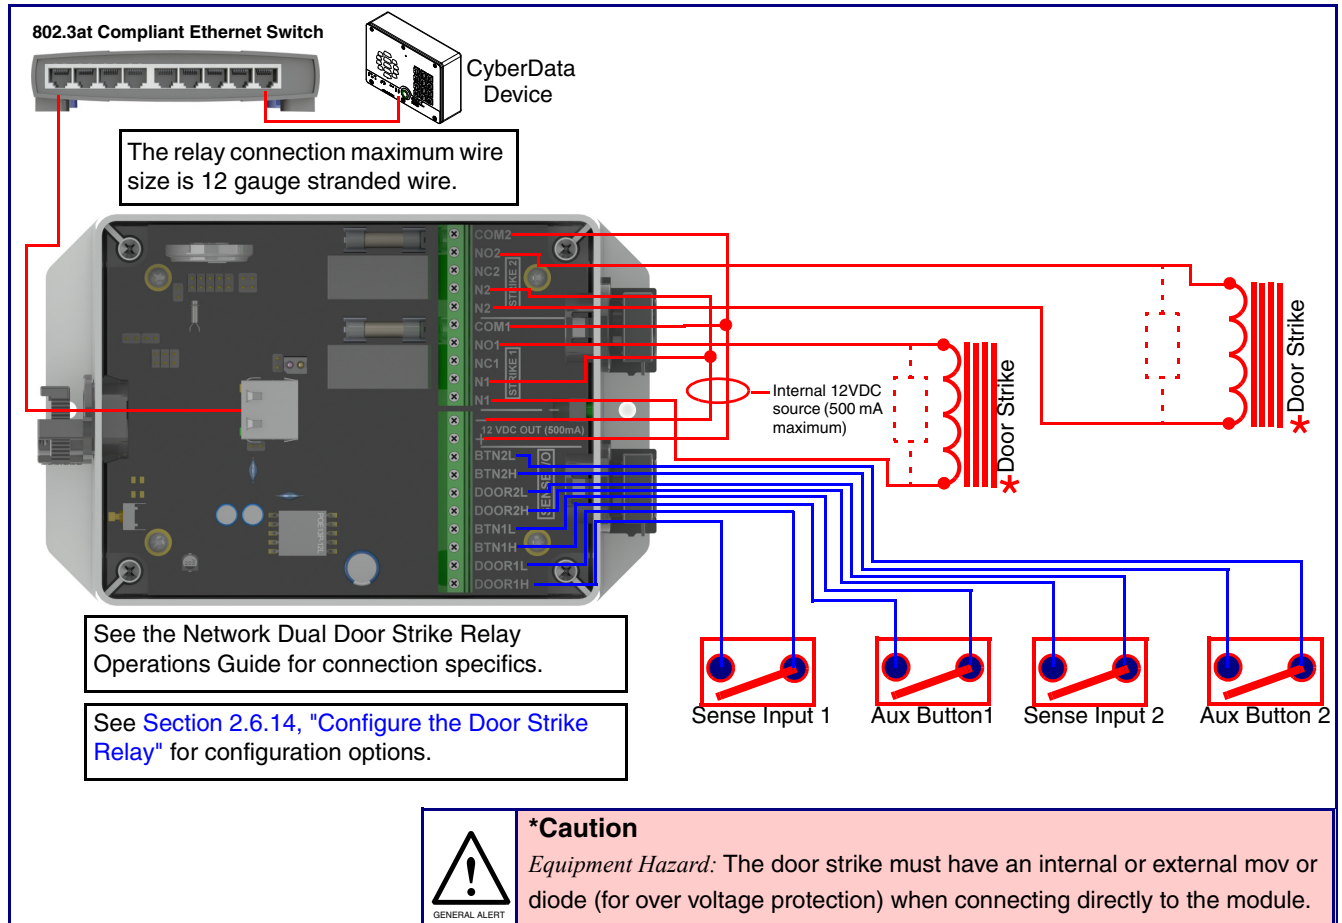 802.3at Compliant Ethernet Switch
CyberData
Device
The relay connection maximum wire
size is 12 gauge stranded wire.
COM2
NO2
NC2
N2
N2
STRIKE 2
COM1
NO1
NC1
N1
N1
STRIKE 1
12 VDC OUT (500mA)
+
BTN2L
BTN2H
DOOR2L
DOOR2H
BTN1L
BTN1H
DOOR1L
DOOR1H
Internal 12VDC
source (500 mA
maximum)
*Door Strike
*Door Strike
Sense Input 1
Aux Button1
Sense Input 2
Aux Button 2
See the Network Dual Door Strike Relay
Operations Guide for connection specifics.
See Section 2.6.14, "Configure the Door Strike
Relay" for configuration options.
GENERAL ALERT
*Caution
Equipment Hazard: The door strike must have an internal or external mov or
diode (for over voltage protection) when connecting directly to the module.